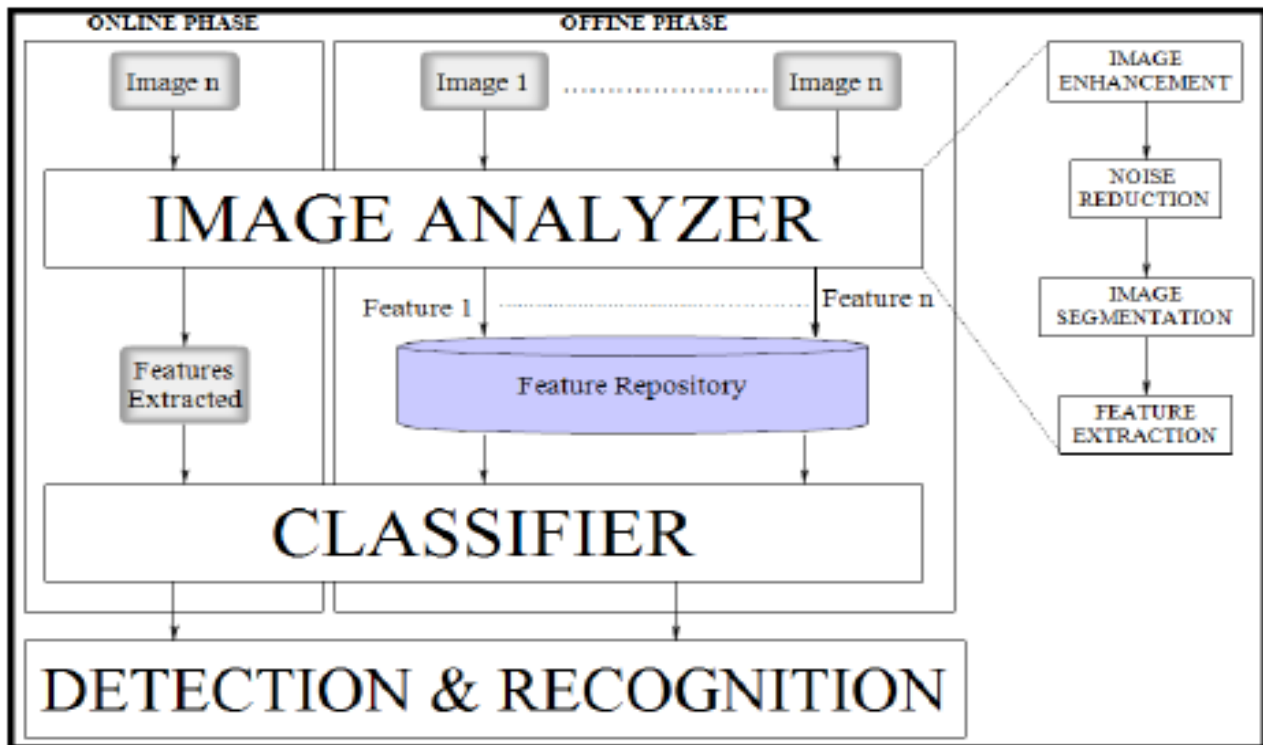 ONLINE PHASE
OFFINE PHASE
Image n
Image 1
Image n
IMAGE ANALYZER
Feature 1
Feature n
Features
Extracted
Feature Repository
CLASSIFIER
DETECTION & RECOGNITION
IMAGE
ENHANCEMENT
NOISE
REDUCTION
IMAGE
SEGMENTATION
FEATURE
EXTRACTION